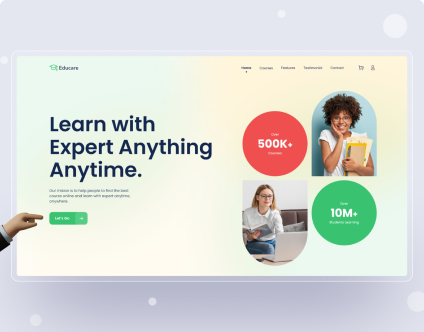 Educare
Home Courses Features Testimonial Contact
Learn with
Expert Anything
Anytime.
Our mission is to help people to find the best
course online and learn with expert anytime,
anywhere.
Let's Go
Over
500K+
Courses
Over
10M+
Students Learning